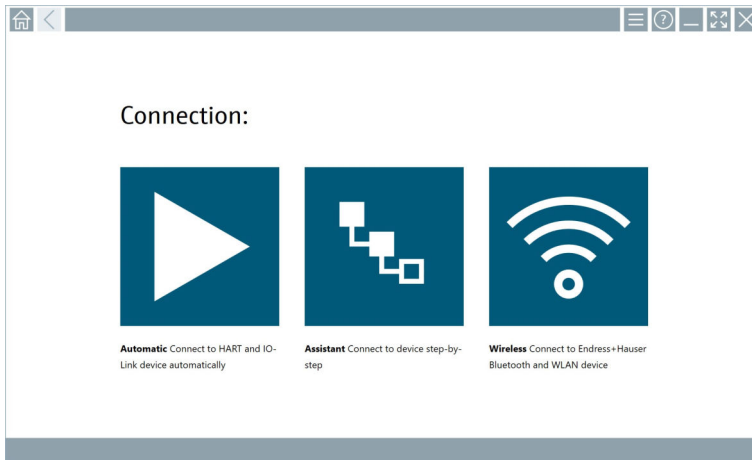 Connection:
Automatic Connect to HART and IO-
Link device automatically
Assistant Connect to device step-by-
step
Wireless Connect to Endress+Hauser
Bluetooth and WLAN device